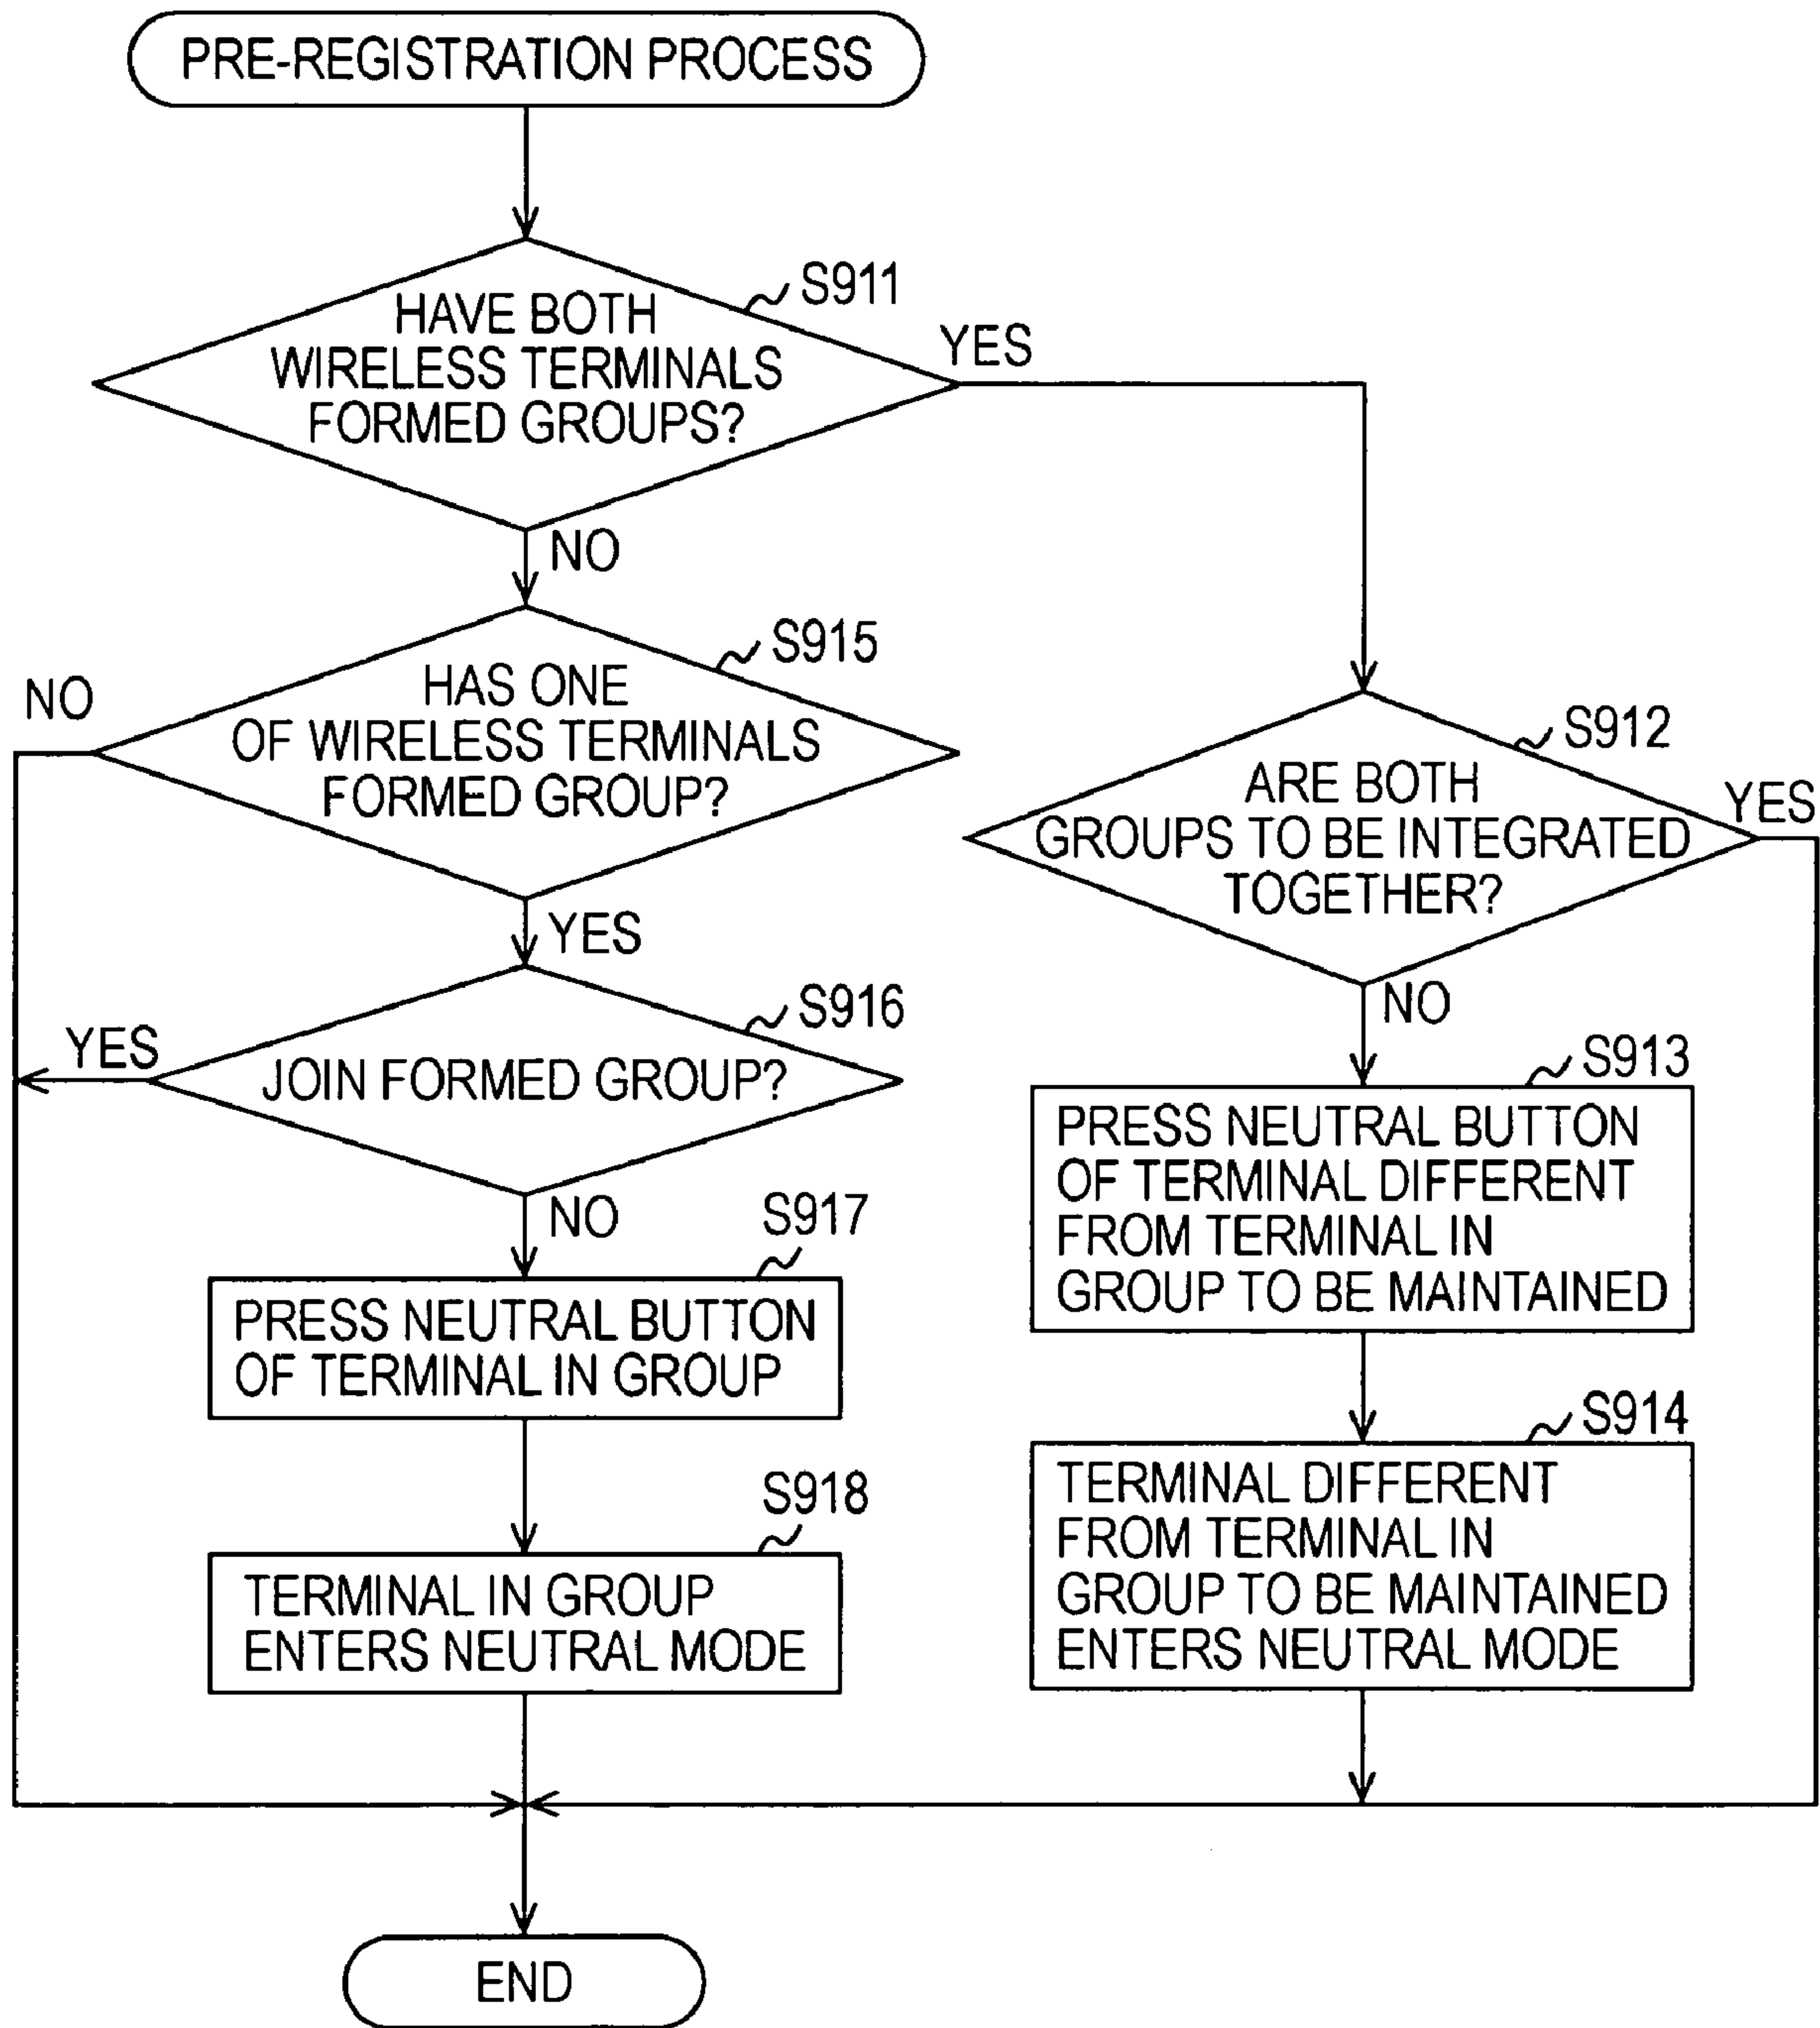 PRE-REGISTRATION PROCESS
S911
HAVE BOTH
WIRELESS TERMINALS
FORMED GROUPS?
YES
NO
S915
HAS ONE
OF WIRELESS TERMINALS
FORMED GROUP?
NO
YES
S916
JOIN FORMED GROUP?
YES
NO
S917
PRESS NEUTRAL BUTTON
OF TERMINAL IN GROUP
S918
TERMINAL IN GROUP
ENTERS NEUTRAL MODE
S912
ARE BOTH
GROUPS TO BE INTEGRATED
TOGETHER?
YES
NO
S913
PRESS NEUTRAL BUTTON
OF TERMINAL DIFFERENT
FROM TERMINAL IN
GROUP TO BE MAINTAINED
S914
TERMINAL DIFFERENT
FROM TERMINAL IN
GROUP TO BE MAINTAINED
ENTERS NEUTRAL MODE
END